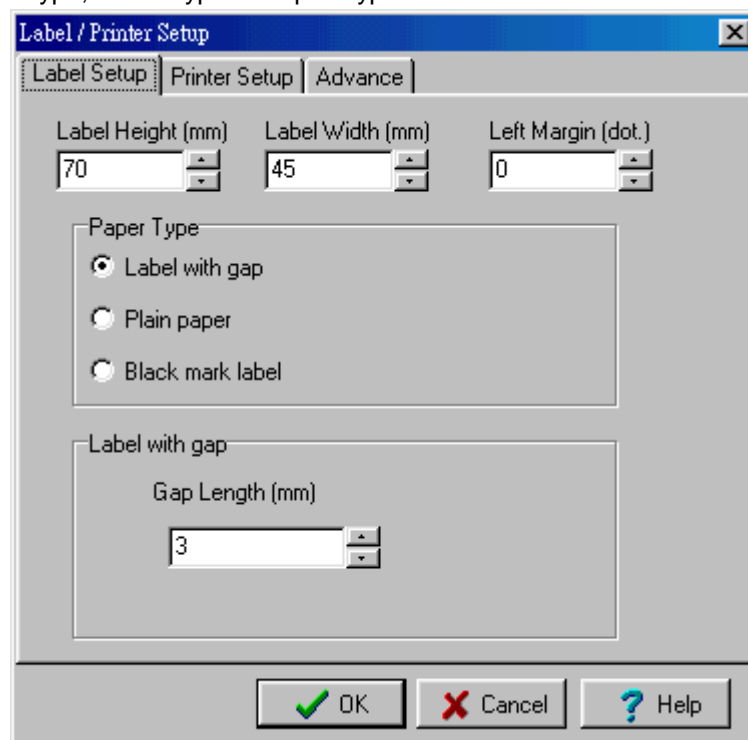 Label / Printer Setup
Label Setup Printer Setup Advance
Label Height (mm) Label Width (mm) Left Margin (dot.)
70 45 0
Paper Type
Label with gap
Plain paper
Black mark label
Label with gap
Gap Length (mm)
3
OK Cancel ? Help